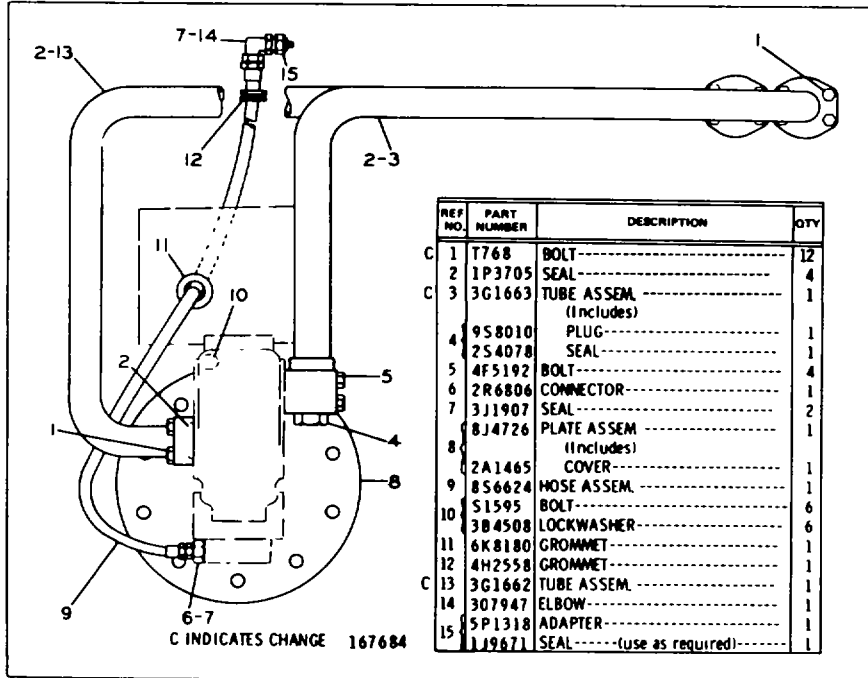 7-14
1
2-13
15
12
2-3
11
10
2
5
1
4
8
9
6-7
C INDICATES CHANGE 167684
REF NO. PART NUMBER DESCRIPTION QTY
C 1 T768 BOLT 12
2 1P3705 SEAL 4
C 3 3G1663 TUBE ASSEM. 1
(Includes)
4 9S8010 PLUG 1
2S4078 SEAL 1
5 4F5192 BOLT 4
6 2R6806 CONNECTOR 1
7 3J1907 SEAL 2
8 8J4726 PLATE ASSEM 1
(Includes)
2A1465 COVER 1
9 8S6624 HOSE ASSEM. 1
10 S1595 BOLT 6
3B4508 LOCKWASHER 6
11 6K8180 GROMMET 1
12 4H2558 GROMMET 1
C 13 3G1662 TUBE ASSEM. 1
14 307947 ELBOW 1
15 5P1318 ADAPTER 1
1J9671 SEAL (use as required) 1